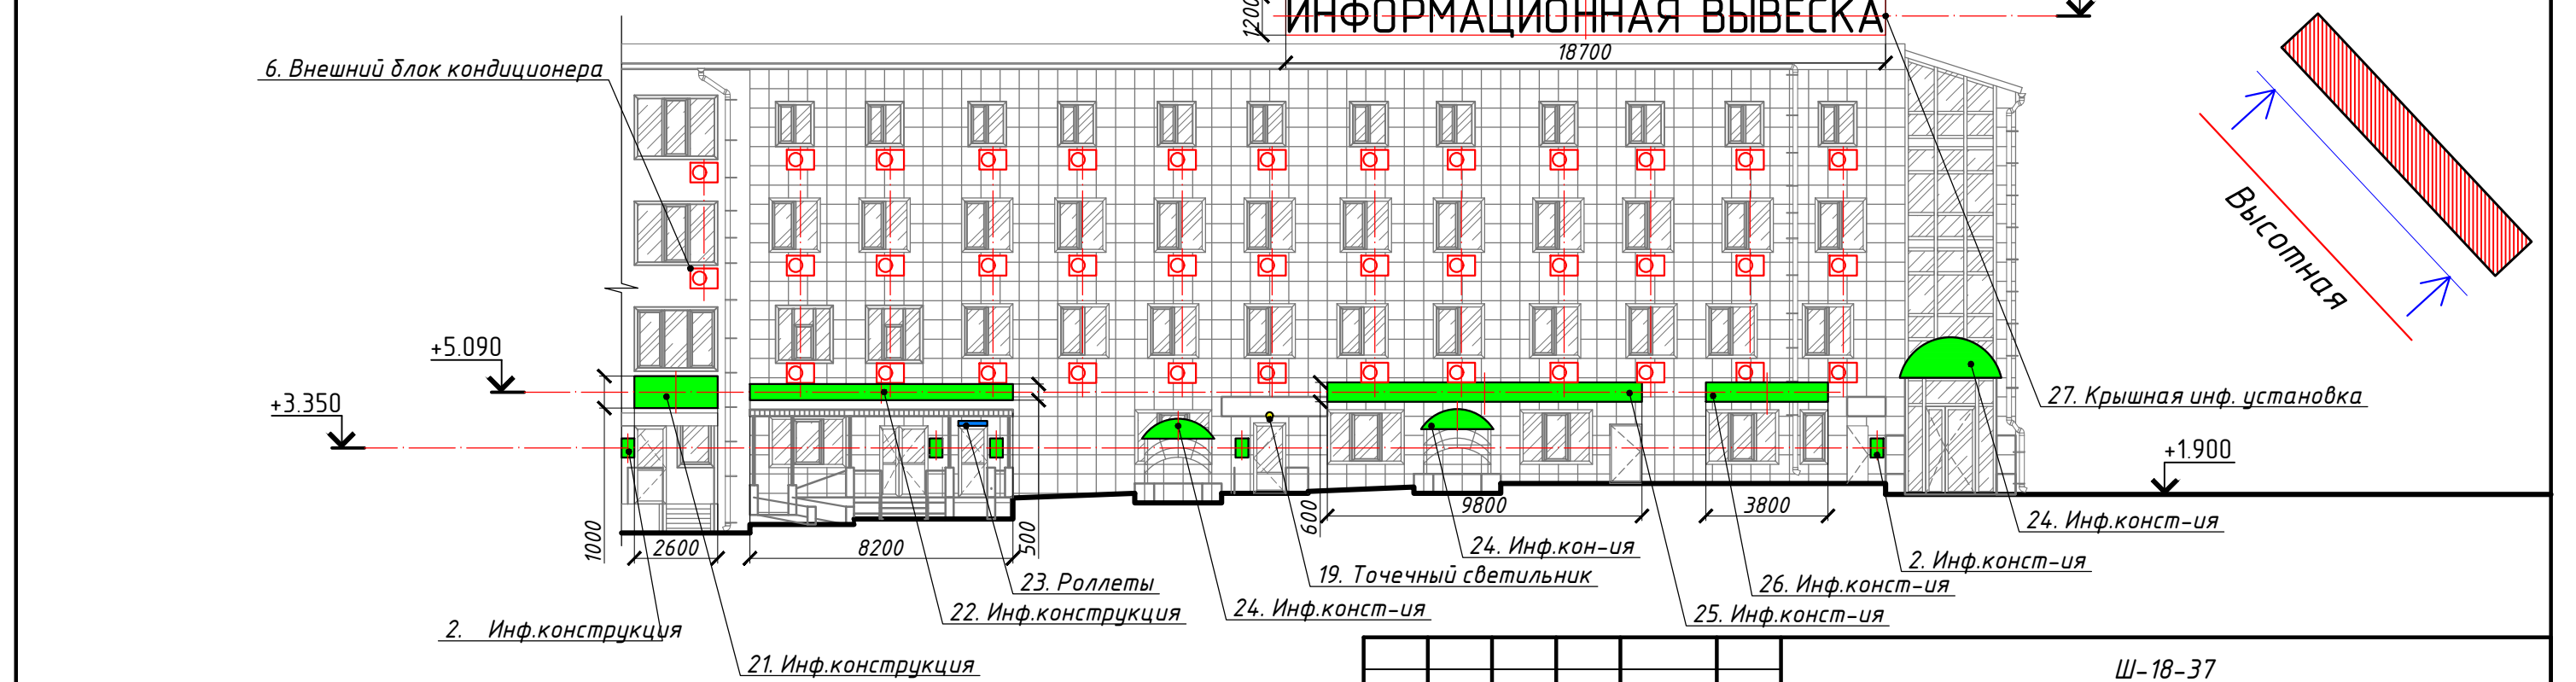 1200
ИНФОРМАЦИОННАЯ ВЫВЕСКА
18700
6. Внешний блок кондиционера
Высотная
+5.090
+3.350
27. Крышная инф. установка
+1.900
1000
2600
8200
500
600
9800
3800
24. Инф.конст-ия
24. Инф.кон-ия
2. Инф.конст-ия
23. Роллеты
19. Точечный светильник
26. Инф.конст-ия
22. Инф.конструкция
24. Инф.конст-ия
25. Инф.конст-ия
2. Инф.конструкция
21. Инф.конструкция
Ш-18-37